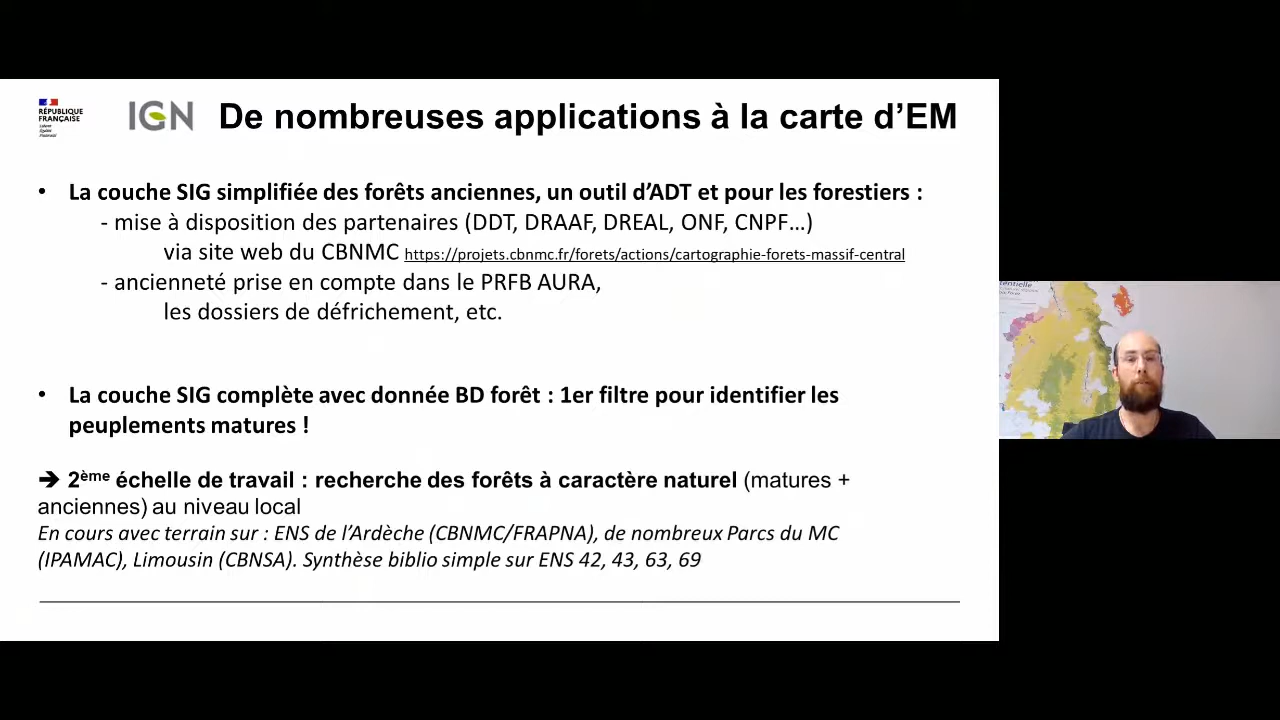 RÉPUBLIQUE
FRANÇAISE
Liberté
Égalité
Fraternité
IGN
De nombreuses applications à la carte d’EM
• La couche SIG simplifiée des forêts anciennes, un outil d’ADT et pour les forestiers :
- mise à disposition des partenaires (DDT, DRAAF, DREAL, ONF, CNPF…)
via site web du CBNMC https://projets.cbnmc.fr/forets/actions/cartographie-forets-massif-central
- ancienneté prise en compte dans le PRFB AURA,
les dossiers de défrichement, etc.
• La couche SIG complète avec donnée BD forêt : 1er filtre pour identifier les
peuplements matures !
➔ 2ème échelle de travail : recherche des forêts à caractère naturel (matures +
anciennes) au niveau local
En cours avec terrain sur : ENS de l’Ardèche (CBNMC/FRAPNA), de nombreux Parcs du MC
(IPAMAC), Limousin (CBNSA). Synthèse biblio simple sur ENS 42, 43, 63, 69